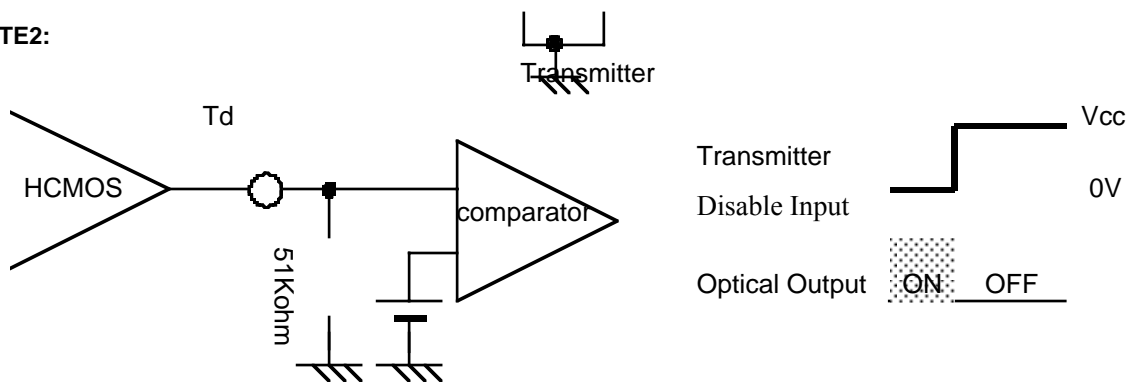 TE2:
Transmitter
Td
Vcc
Transmitter
HCMOS
0V
Disable Input
comparator
51Kohm
Optical Output ON OFF